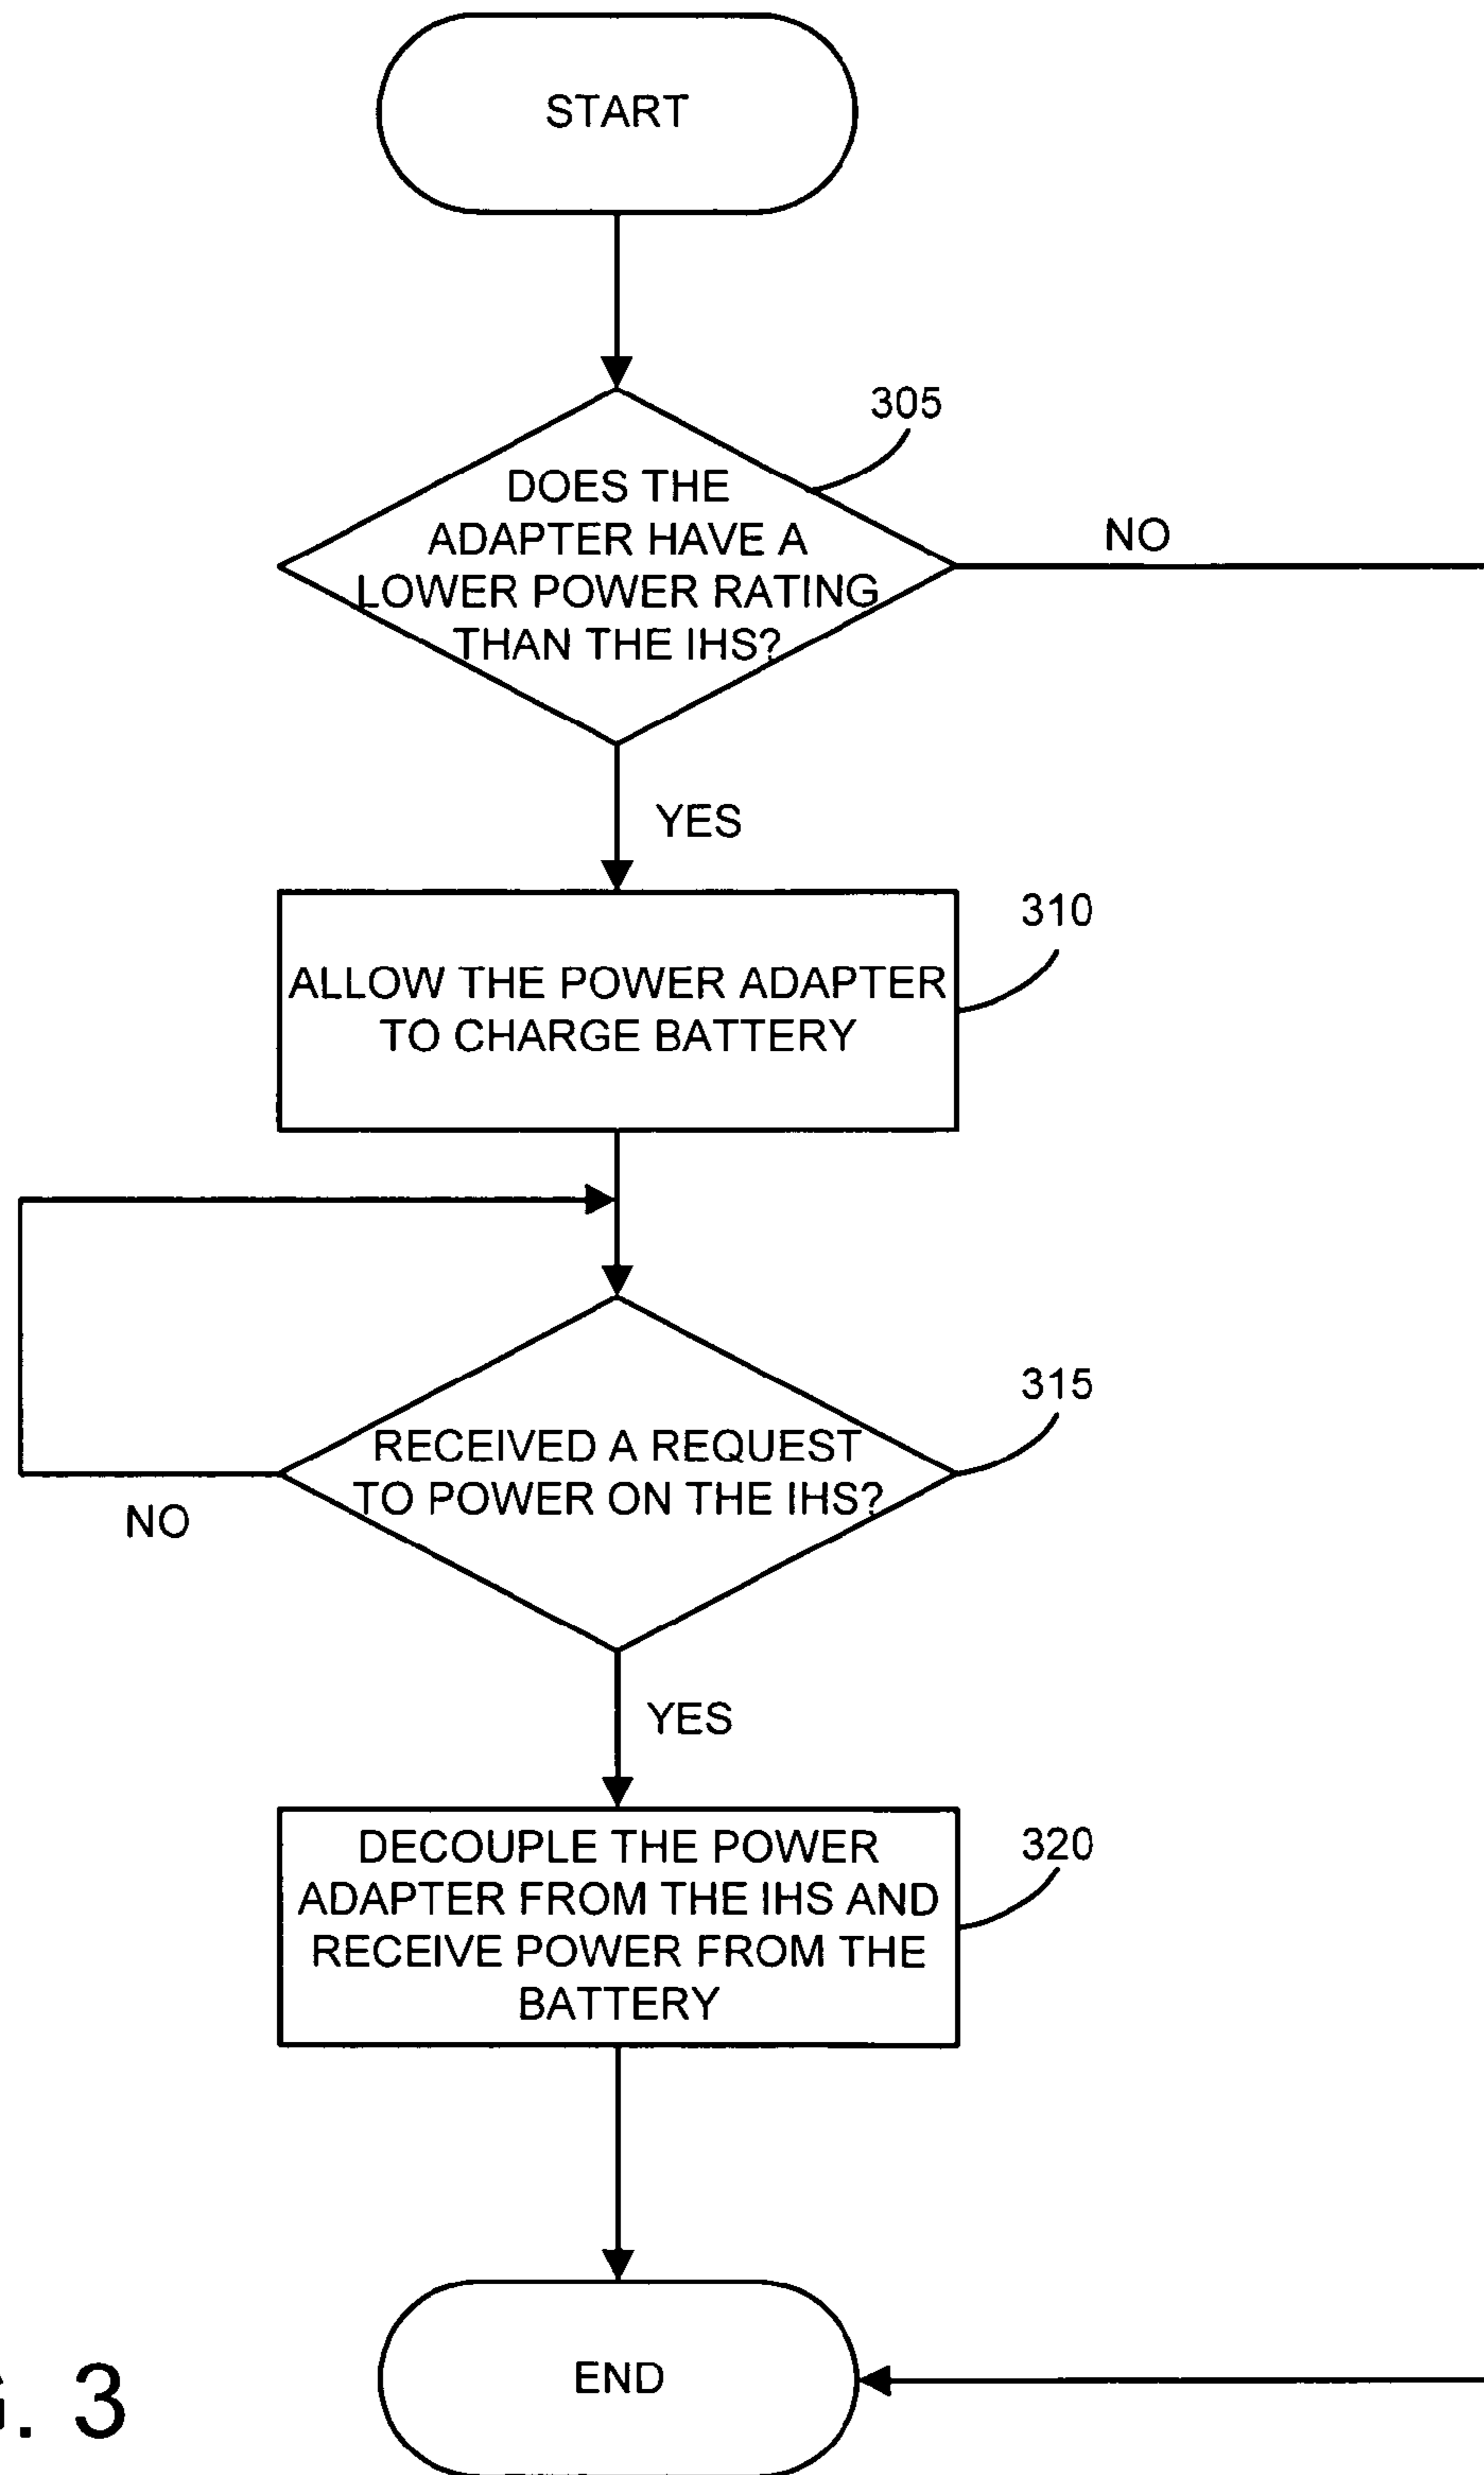 START
305
DOES THE
ADAPTER HAVE A
LOWER POWER RATING
THAN THE IHS?
NO
YES
310
ALLOW THE POWER ADAPTER
TO CHARGE BATTERY
315
RECEIVED A REQUEST
TO POWER ON THE IHS?
NO
YES
320
DECOUPLE THE POWER
ADAPTER FROM THE IHS AND
RECEIVE POWER FROM THE
BATTERY
END
. 3